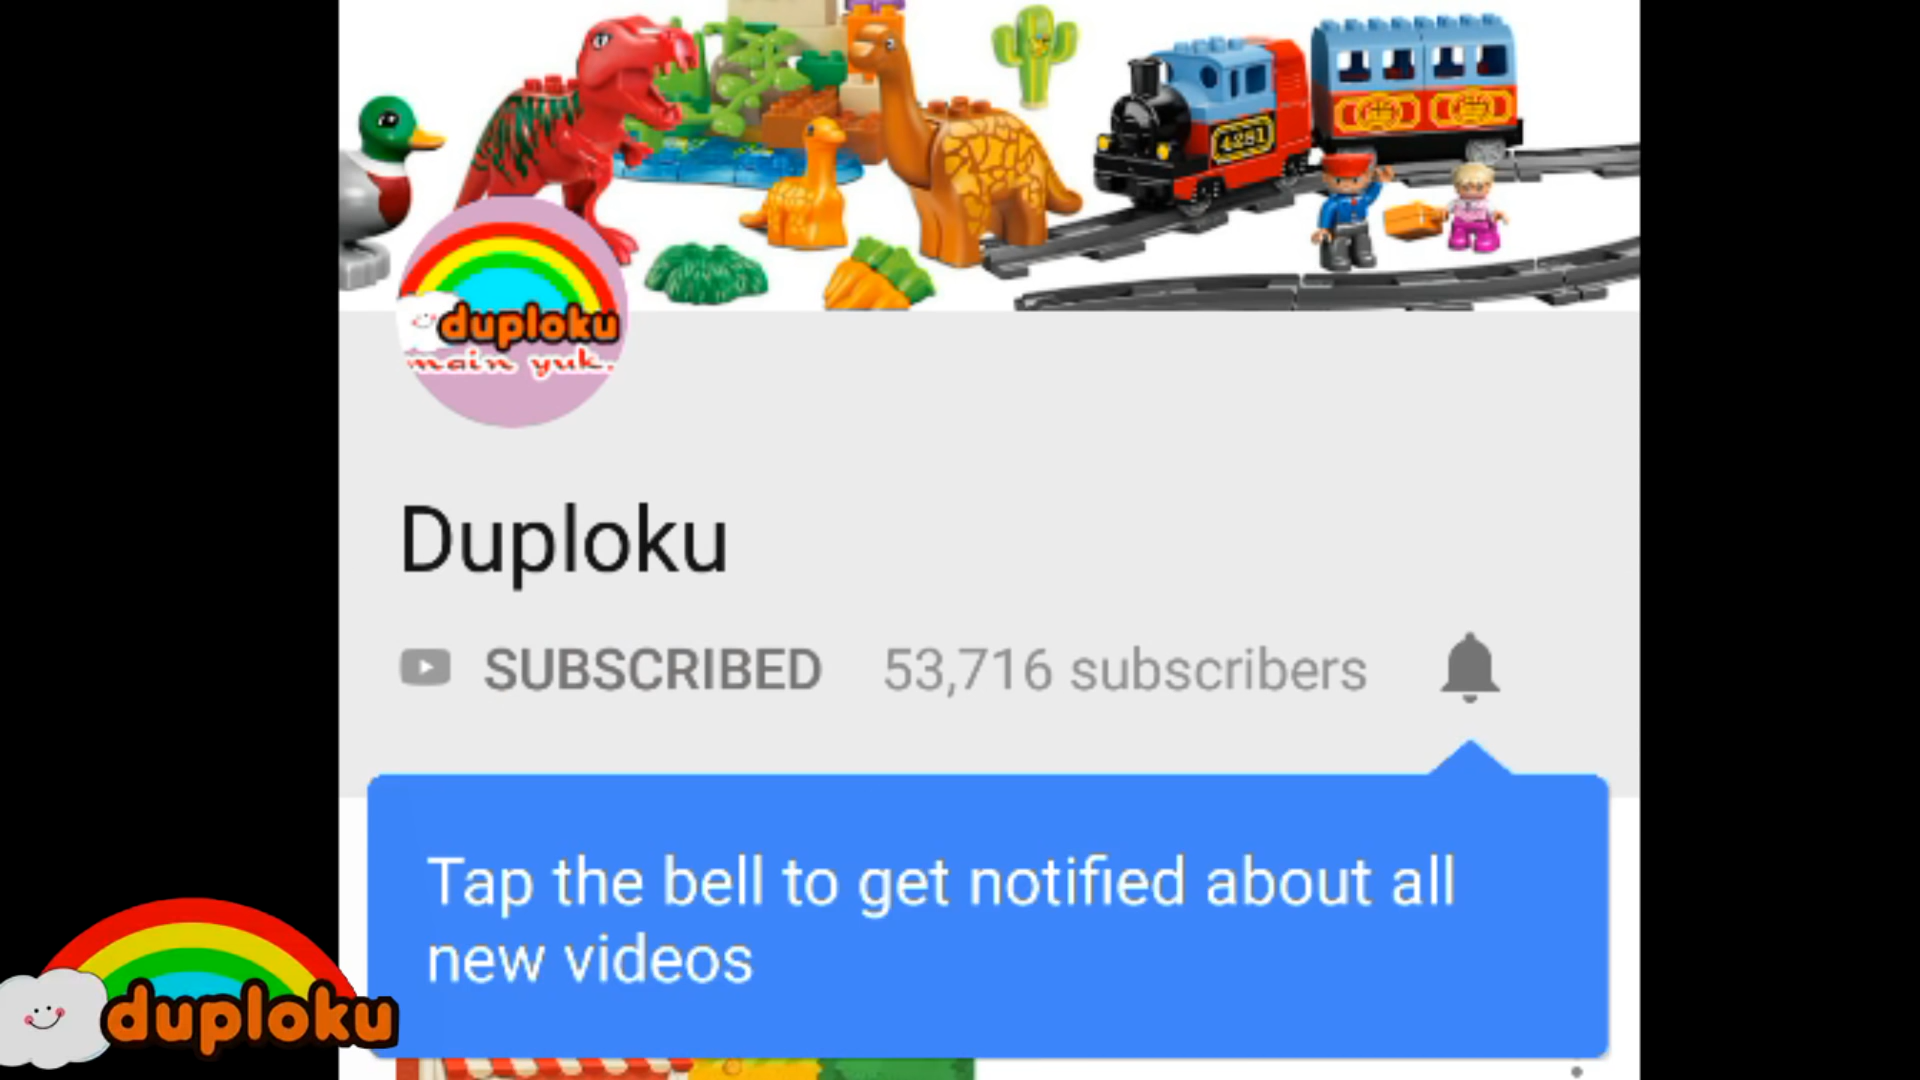 4281
duploku
main yuk.
Duploku
SUBSCRIBED 53,716 subscribers
Tap the bell to get notified about all
new videos
duploku